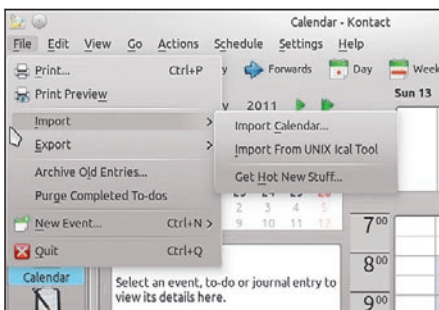 Calendar - Kontact
File Edit View Go Actions Schedule Settings Help
Print... Ctrl+P
Print Preview
Import
Export
Archive Old Entries...
Purge Completed To-dos
New Event... Ctrl+N
Quit Ctrl+Q
Import Calendar...
Import From UNIX Ical Tool
Get Hot New Stuff...
y Forwards Day Week
y 2011
Sun 13
2 3 4 5
9 10 11 12
7 00
8 00
9 00
Calendar
Select an event, to-do or journal entry to
view its details here.